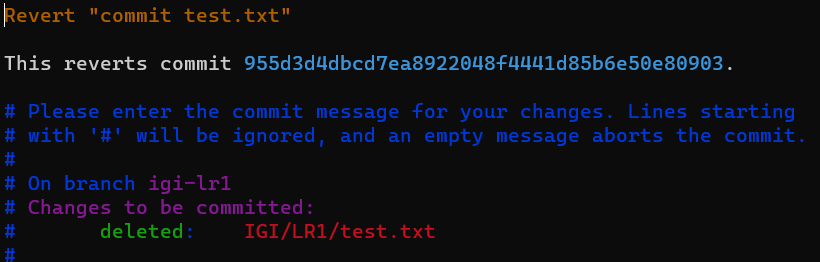 Revert "commit test.txt"
This reverts commit 955d3d4dbcd7ea8922048f4441d85b6e50e80903.
# Please enter the commit message for your changes. Lines starting
# with '#' will be ignored, and an empty message aborts the commit.
#
# On branch igi-lr1
# Changes to be committed:
#       deleted:    IGI/LR1/test.txt
#